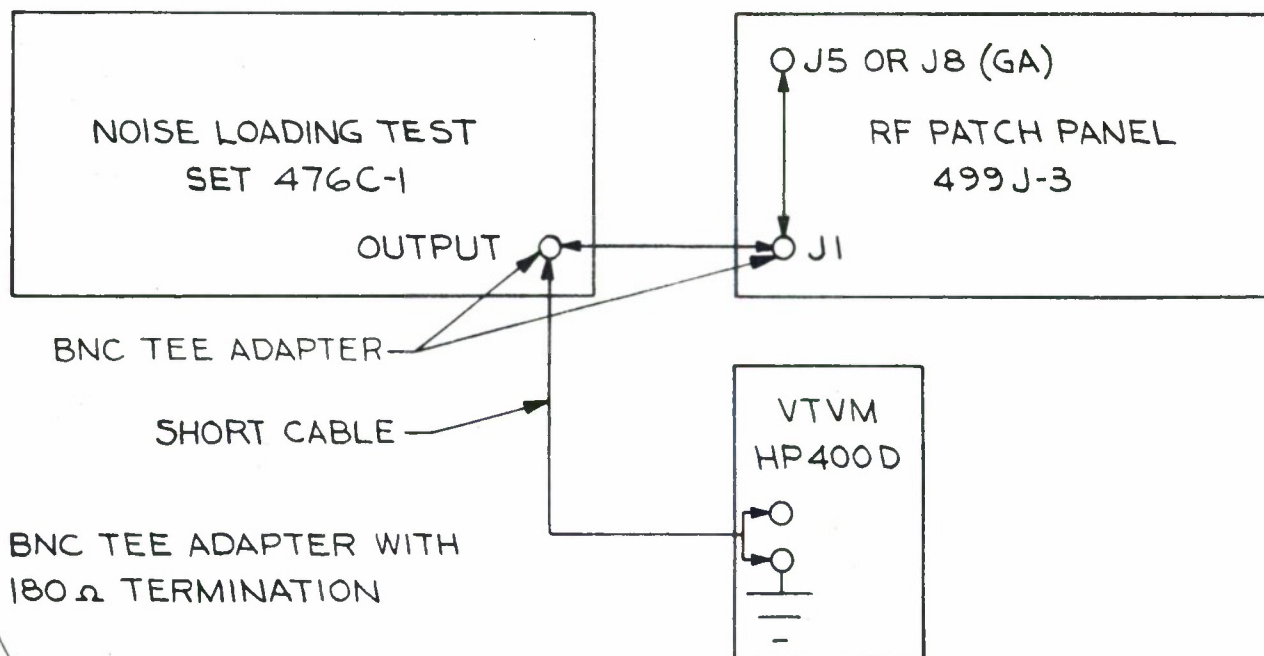 NOISE LOADING TEST
SET 476C-1
OUTPUT
J5 OR J8 (GA)
RF PATCH PANEL
499J-3
J1
BNC TEE ADAPTER
SHORT CABLE
VTVM
HP400D
BNC TEE ADAPTER WITH
180Ω TERMINATION